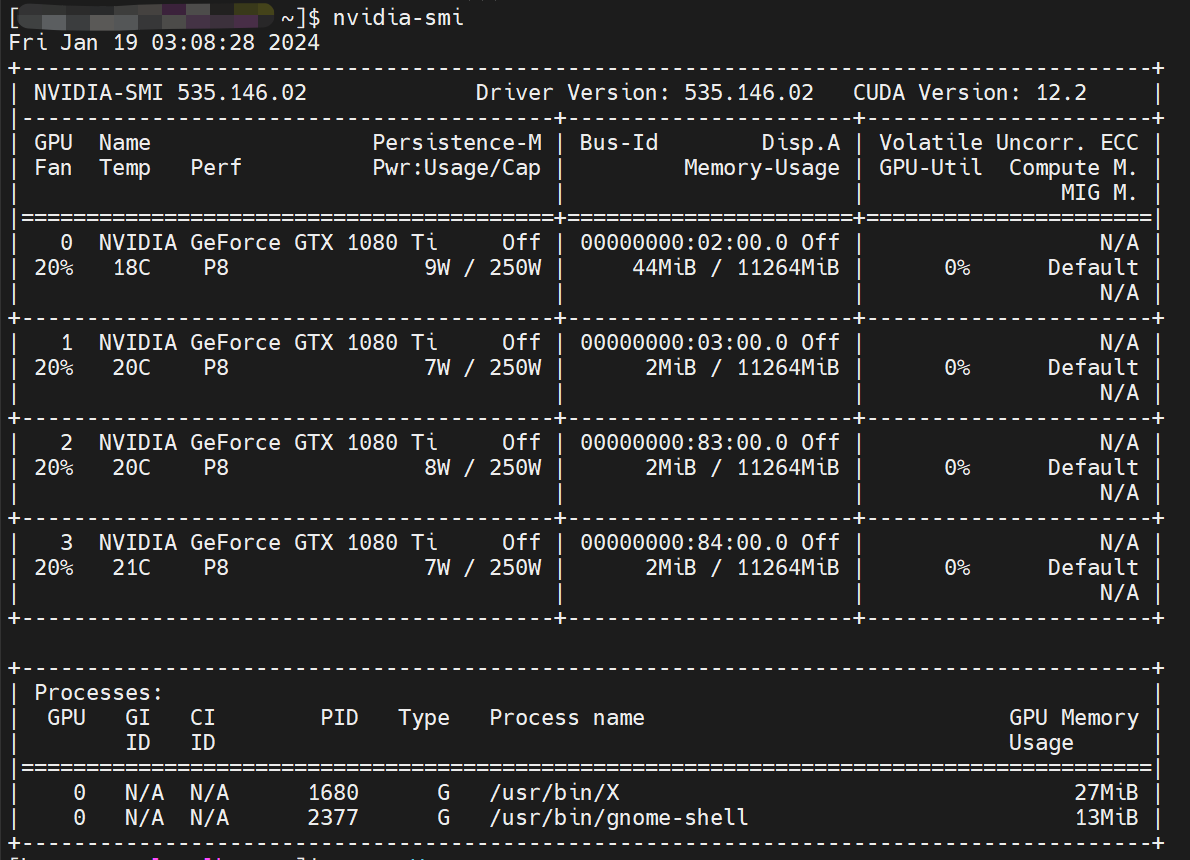 [ ~]$ nvidia-smi
Fri Jan 19 03:08:28 2024
+---------------------------------------------------------------------------------------+
| NVIDIA-SMI 535.146.02             Driver Version: 535.146.02   CUDA Version: 12.2     |
|-----------------------------------------+----------------------+----------------------+
| GPU  Name                 Persistence-M | Bus-Id        Disp.A | Volatile Uncorr. ECC |
| Fan  Temp   Perf          Pwr:Usage/Cap |         Memory-Usage | GPU-Util  Compute M. |
|                                         |                      |               MIG M. |
|=========================================+======================+======================|
|   0  NVIDIA GeForce GTX 1080 Ti     Off | 00000000:02:00.0 Off |                  N/A |
| 20%   18C    P8               9W / 250W |     44MiB / 11264MiB |      0%      Default |
|                                         |                      |                  N/A |
+-----------------------------------------+----------------------+----------------------+
|   1  NVIDIA GeForce GTX 1080 Ti     Off | 00000000:03:00.0 Off |                  N/A |
| 20%   20C    P8               7W / 250W |      2MiB / 11264MiB |      0%      Default |
|                                         |                      |                  N/A |
+-----------------------------------------+----------------------+----------------------+
|   2  NVIDIA GeForce GTX 1080 Ti     Off | 00000000:83:00.0 Off |                  N/A |
| 20%   20C    P8               8W / 250W |      2MiB / 11264MiB |      0%      Default |
|                                         |                      |                  N/A |
+-----------------------------------------+----------------------+----------------------+
|   3  NVIDIA GeForce GTX 1080 Ti     Off | 00000000:84:00.0 Off |                  N/A |
| 20%   21C    P8               7W / 250W |      2MiB / 11264MiB |      0%      Default |
|                                         |                      |                  N/A |
+-----------------------------------------+----------------------+----------------------+

+---------------------------------------------------------------------------------------+
| Processes:                                                                            |
|  GPU   GI   CI        PID   Type   Process name                            GPU Memory |
|        ID   ID                                                             Usage      |
|=======================================================================================|
|    0   N/A  N/A      1680      G   /usr/bin/X                                   27MiB |
|    0   N/A  N/A      2377      G   /usr/bin/gnome-shell                         13MiB |
+---------------------------------------------------------------------------------------+